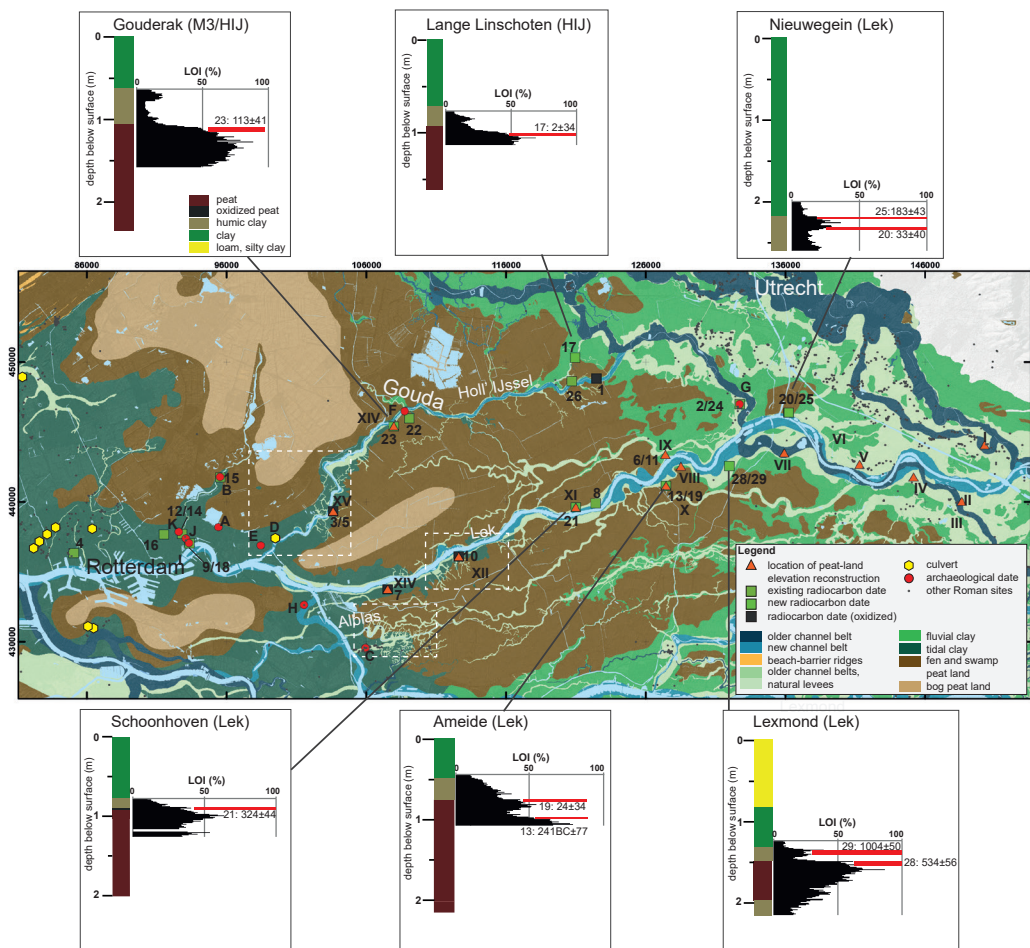 Gouderak (M3/HIJ)
depth below surface (m)
0
1
2
LOI (%)
0 50 100
23: 113±41
peat
oxidized peat
humic clay
clay
loam, silty clay
Lange Linschoten (HIJ)
depth below surface (m)
0
1
LOI (%)
0 50 100
17: 2±34
Nieuwegein (Lek)
depth below surface (m)
0
1
2
LOI (%)
0 50 100
25:183±43
20: 33±40
86000 96000 106000 116000 126000 136000 146000
450000
440000
430000
Utrecht
Gouda
Holl' IJssel
Rotterdam
Lek
Alblas
17
26
I
G
2/24
20/25
F
XIV
22
23
15
B
12/14
K
J
A
16
4
9/18
E
D
XV
3/5
H
C
XIV
7
10
XII
XI
21
8
IX
6/11
VIII
13/19
X
28/29
VII
VI
V
IV
I
II
III
Legend
location of peat-land
elevation reconstruction
existing radiocarbon date
new radiocarbon date
radiocarbon date (oxidized)
culvert
archaeological date
other Roman sites
older channel belt
new channel belt
beach-barrier ridges
older channel belts,
natural levees
fluvial clay
tidal clay
fen and swamp
peat land
bog peat land
Lexmond
Schoonhoven (Lek)
depth below surface (m)
0
1
2
LOI (%)
0 50 100
21: 324±44
Ameide (Lek)
depth below surface (m)
0
1
2
LOI (%)
0 50 100
19: 24±34
13: 241BC±77
Lexmond (Lek)
depth below surface (m)
0
1
2
LOI (%)
0 50 100
29: 1004±50
28: 534±56